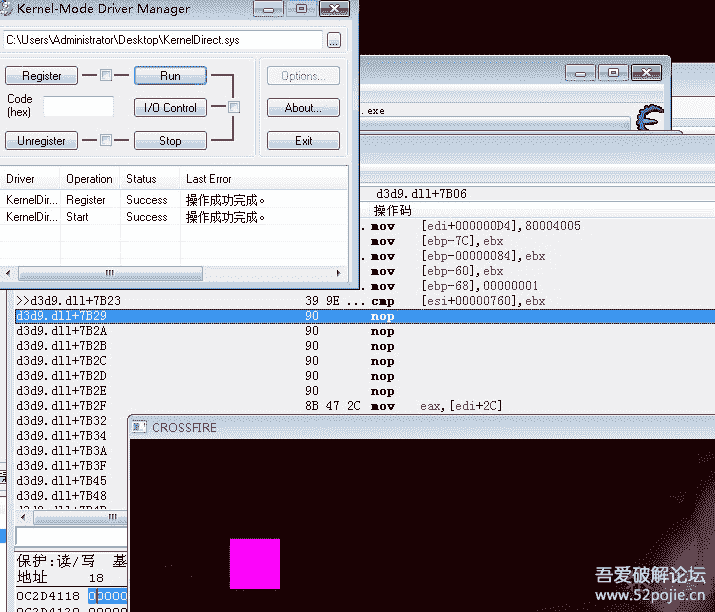 Kernel-Mode Driver Manager
C:\Users\Administrator\Desktop\KernelDirect.sys
...
Register
Run
Options...
Code
(hex)
I/O Control
About...
Unregister
Stop
Exit
Driver Operation Status Last Error
KernelDir... Register Success 操作成功完成。
KernelDir... Start Success 操作成功完成。
.exe
d3d9.dll+7B06
操作码
mov [edi+000000D4],80004005
mov [ebp-7C],ebx
mov [ebp-00000084],ebx
mov [ebp-60],ebx
mov [ebp-68],00000001
>>d3d9.dll+7B23 39 9E ... cmp [esi+00000760],ebx
d3d9.dll+7B29 90 nop
d3d9.dll+7B2A 90 nop
d3d9.dll+7B2B 90 nop
d3d9.dll+7B2C 90 nop
d3d9.dll+7B2D 90 nop
d3d9.dll+7B2E 90 nop
d3d9.dll+7B2F 8B 47 2C mov eax,[edi+2C]
d3d9.dll+7B32
d3d9.dll+7B34
d3d9.dll+7B3A
d3d9.dll+7B3F
d3d9.dll+7B45
d3d9.dll+7B48
CROSSFIRE
保护:读/写 基
地址 18
0C2D4118 00000
吾爱破解论坛
www.52pojie.cn